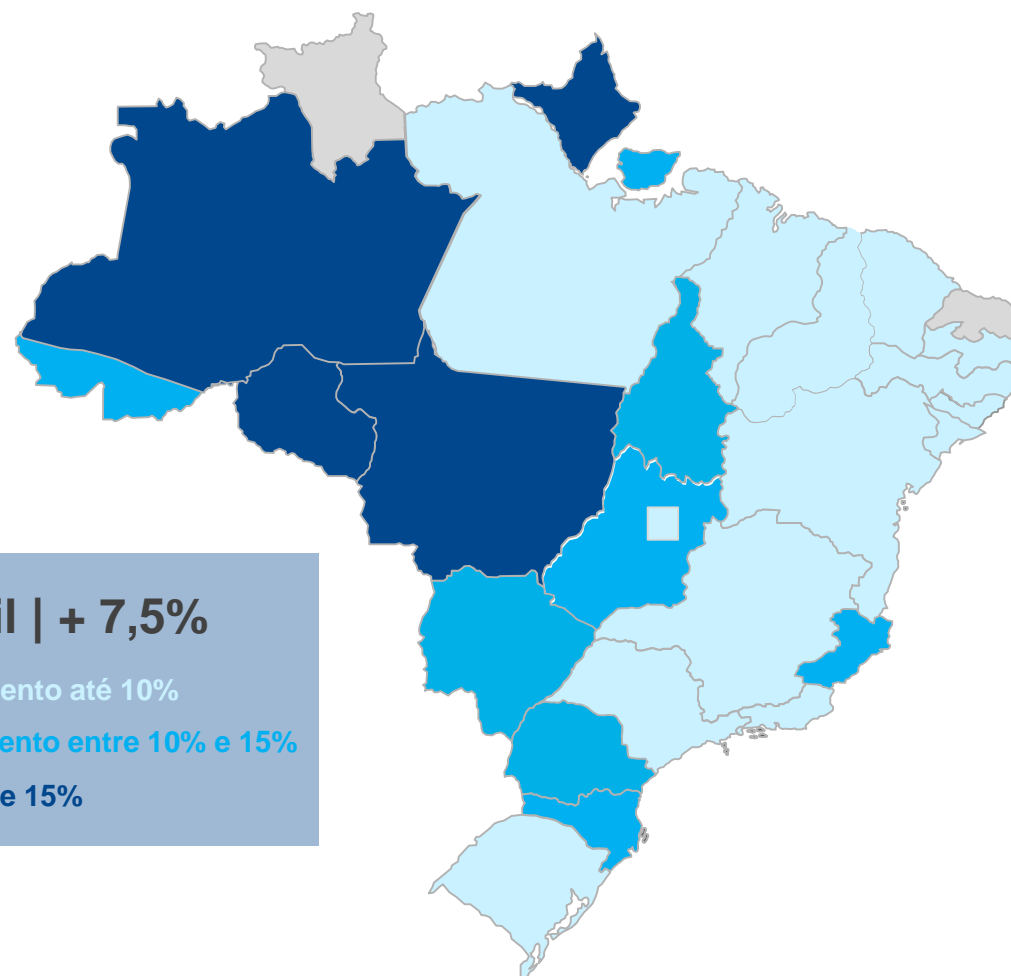 il | + 7,5%
ento até 10%
ento entre 10% e 15%
e 15%